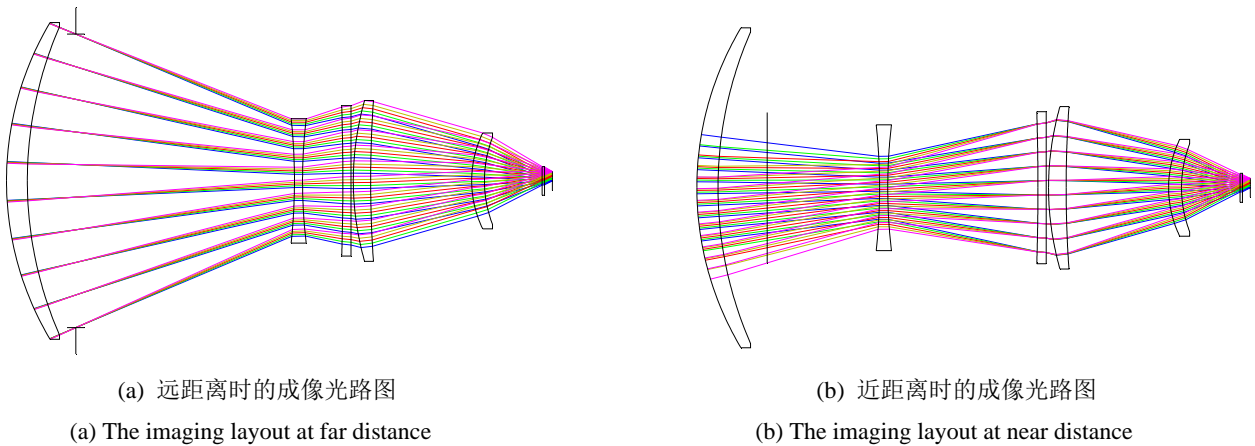 (a) 远距离时的成像光路图
(a) The imaging layout at far distance
(b) 近距离时的成像光路图
(b) The imaging layout at near distance